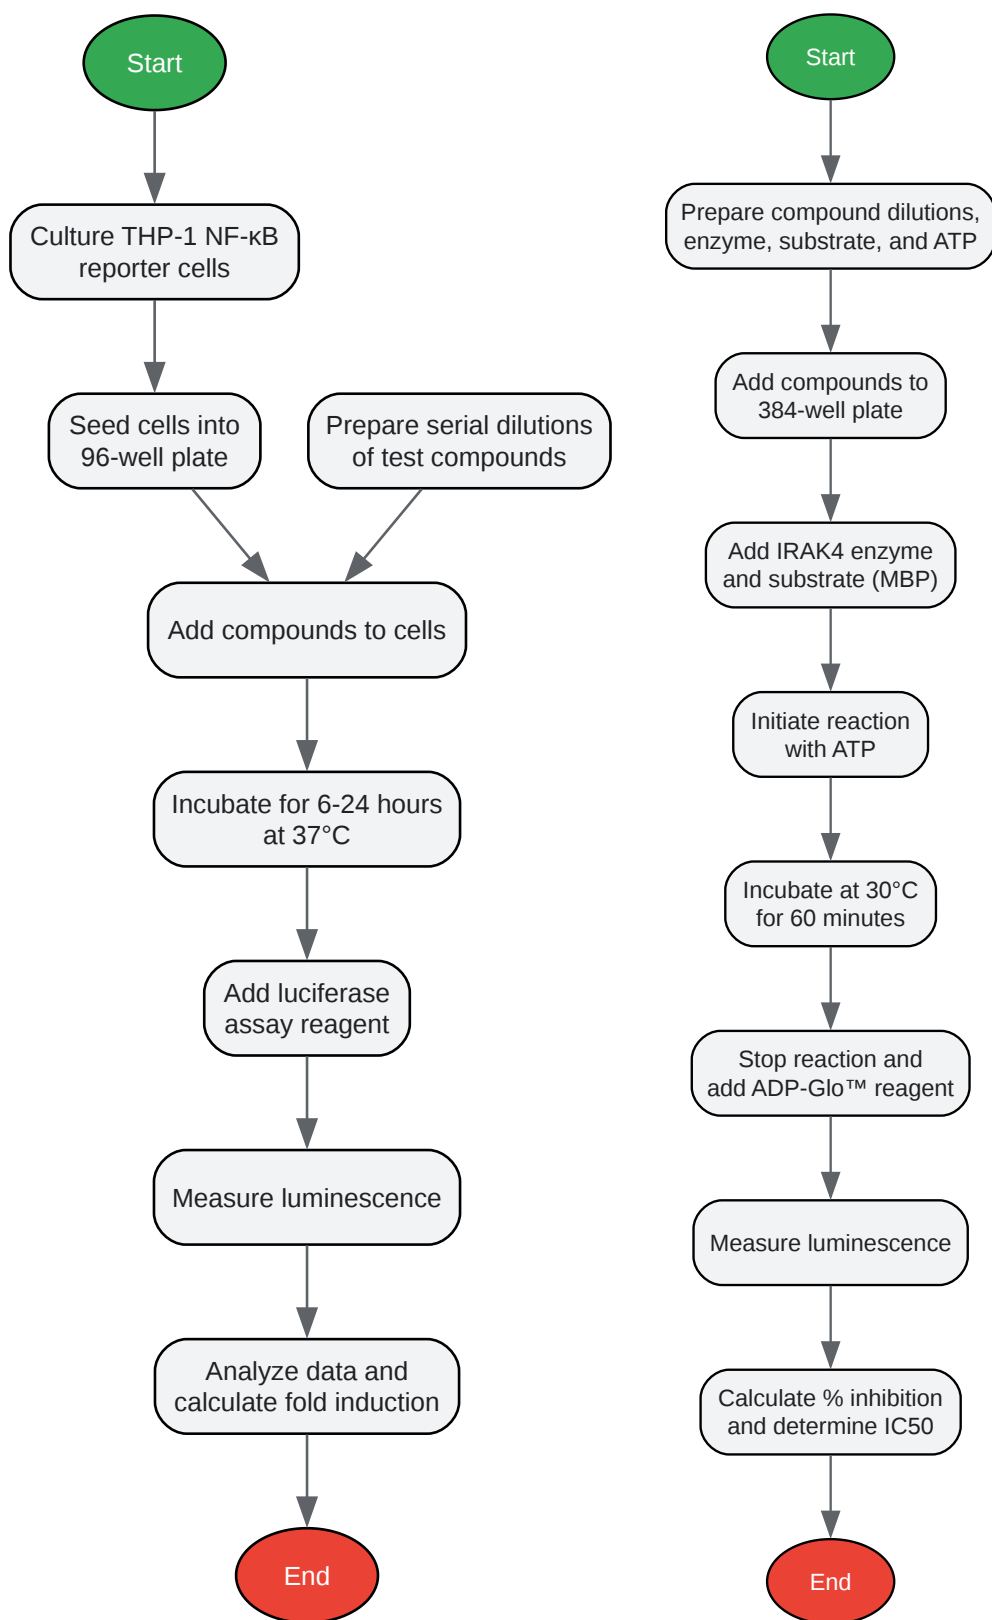 Start
Culture THP-1 NF-κB
reporter cells
Seed cells into
96-well plate
Prepare serial dilutions
of test compounds
Add compounds to cells
Incubate for 6-24 hours
at 37°C
Add luciferase
assay reagent
Measure luminescence
Analyze data and
calculate fold induction
End
Start
Prepare compound dilutions,
enzyme, substrate, and ATP
Add compounds to
384-well plate
Add IRAK4 enzyme
and substrate (MBP)
Initiate reaction
with ATP
Incubate at 30°C
for 60 minutes
Stop reaction and
add ADP-Glo™ reagent
Measure luminescence
Calculate % inhibition
and determine IC50
End